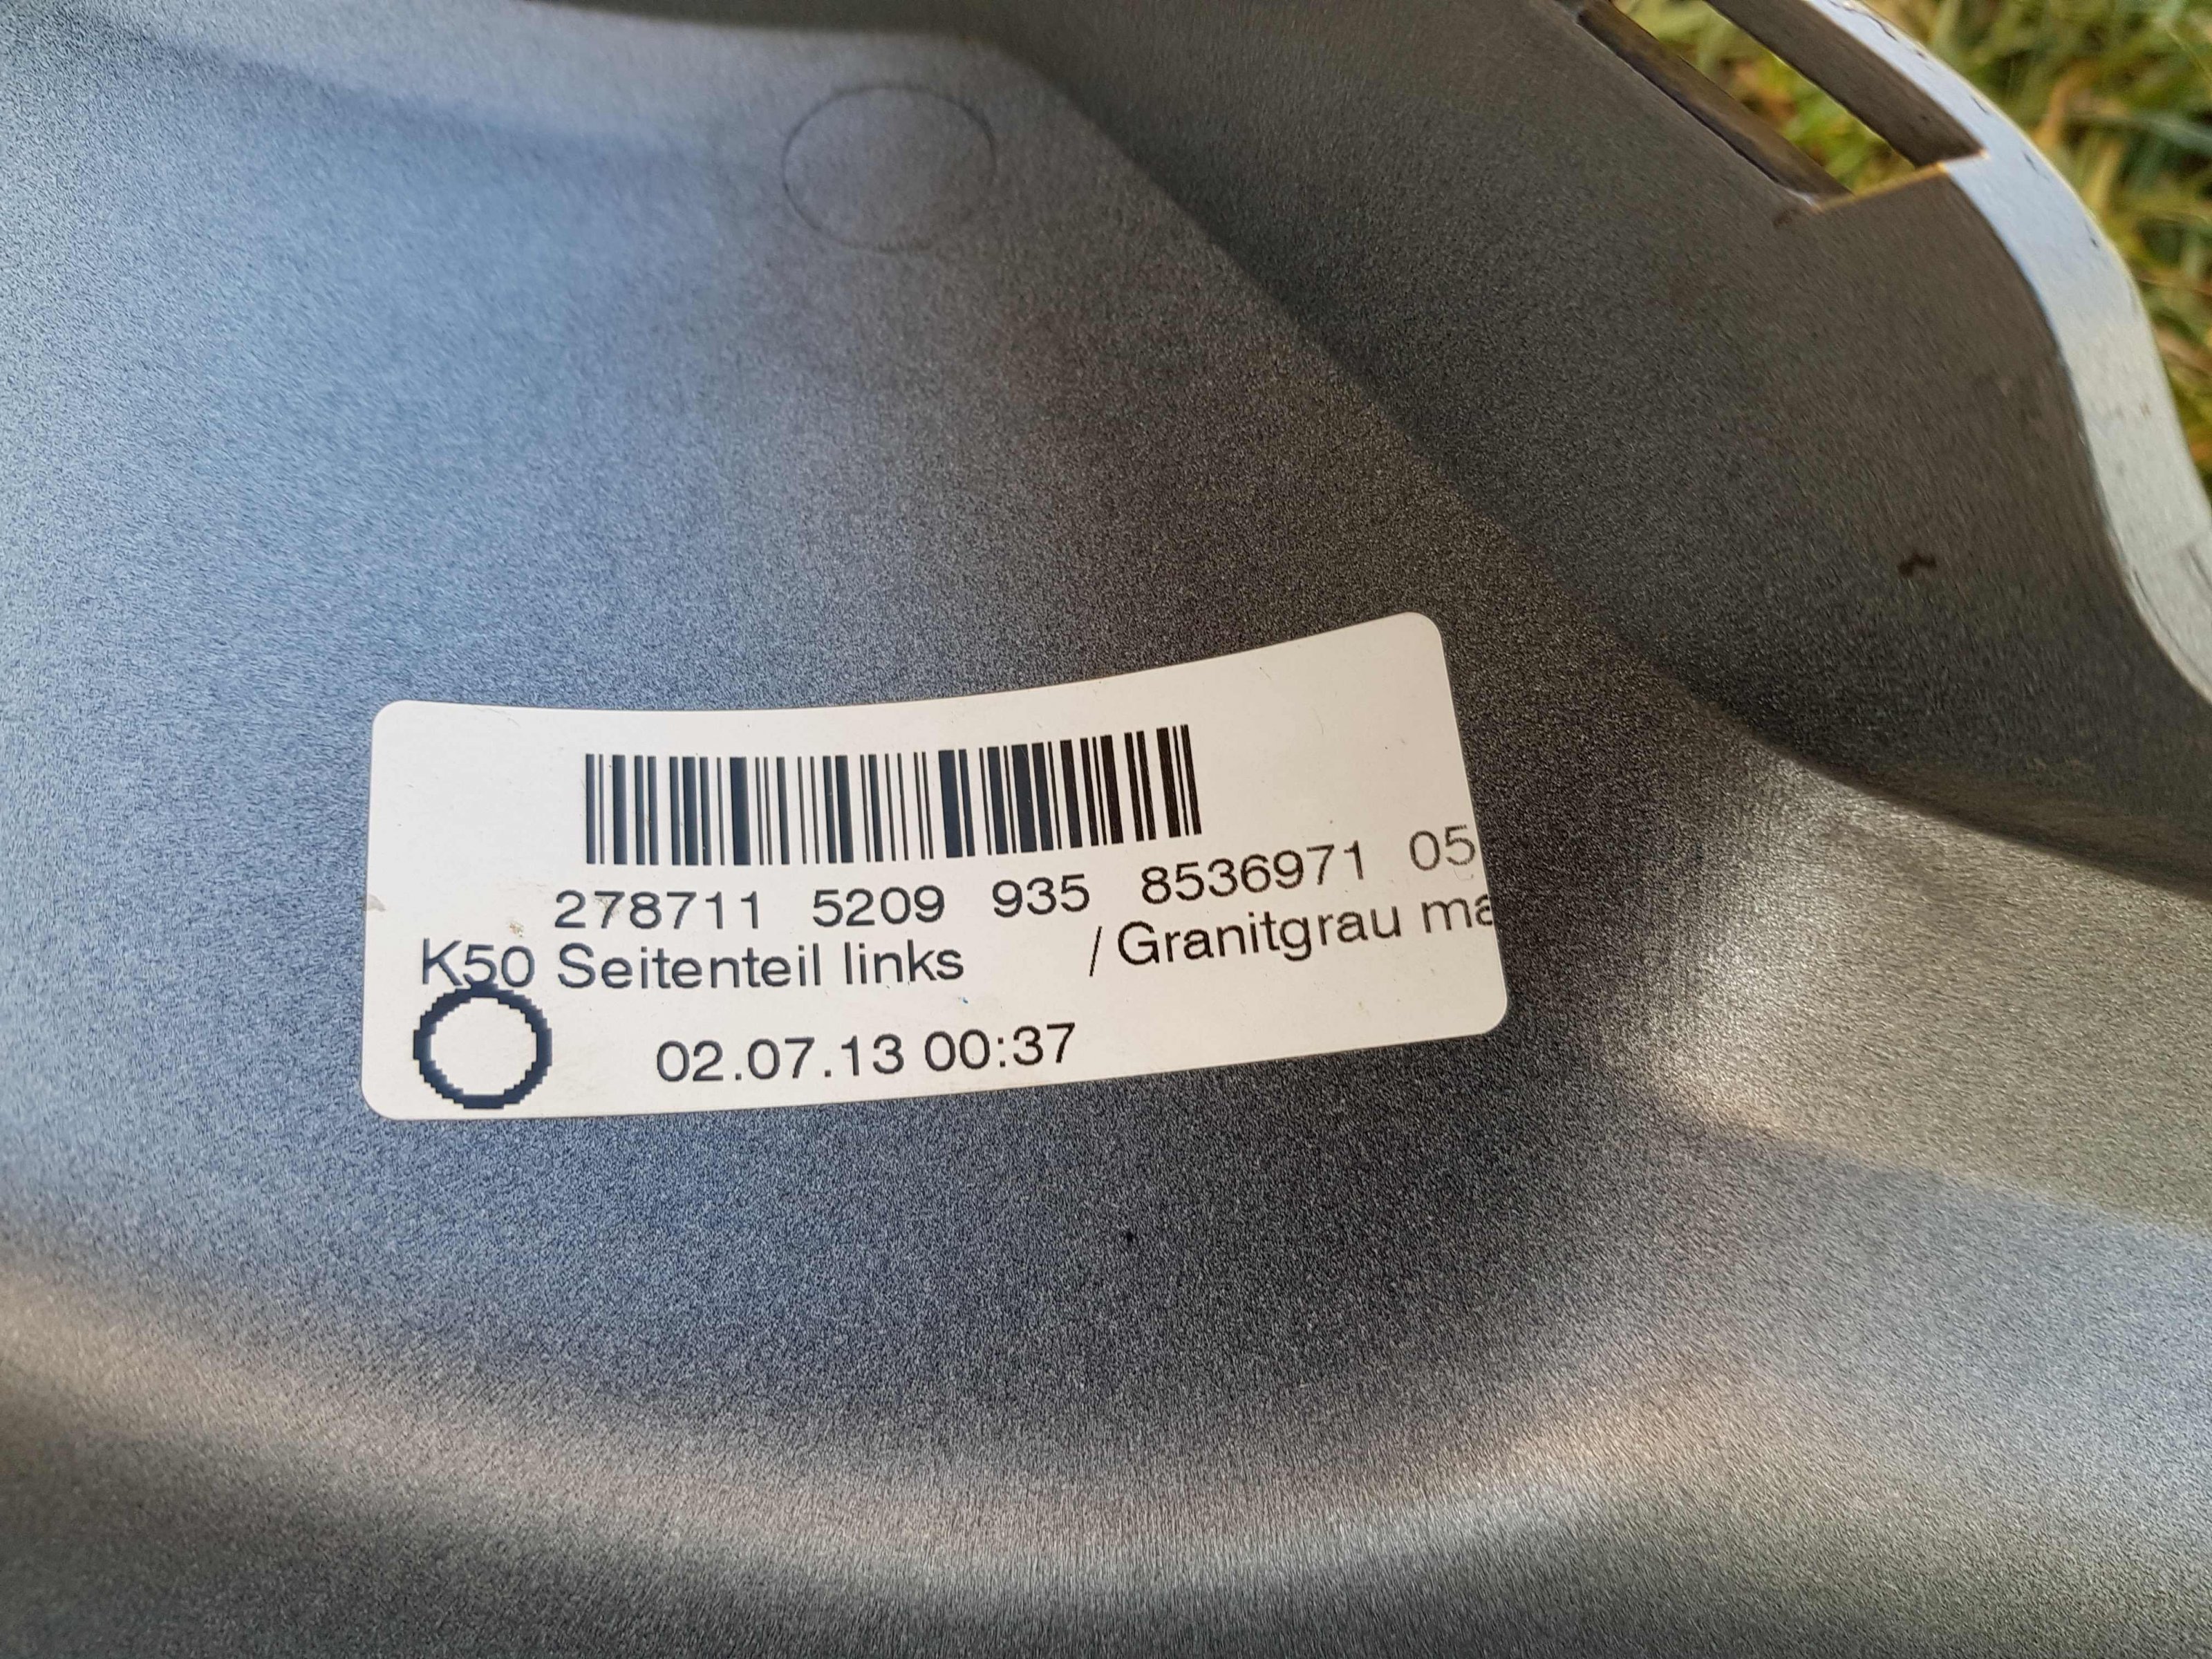 278711 5209 935 8536971 05
K50 Seitenteil links /Granitgrau ma
02.07.13 00:37